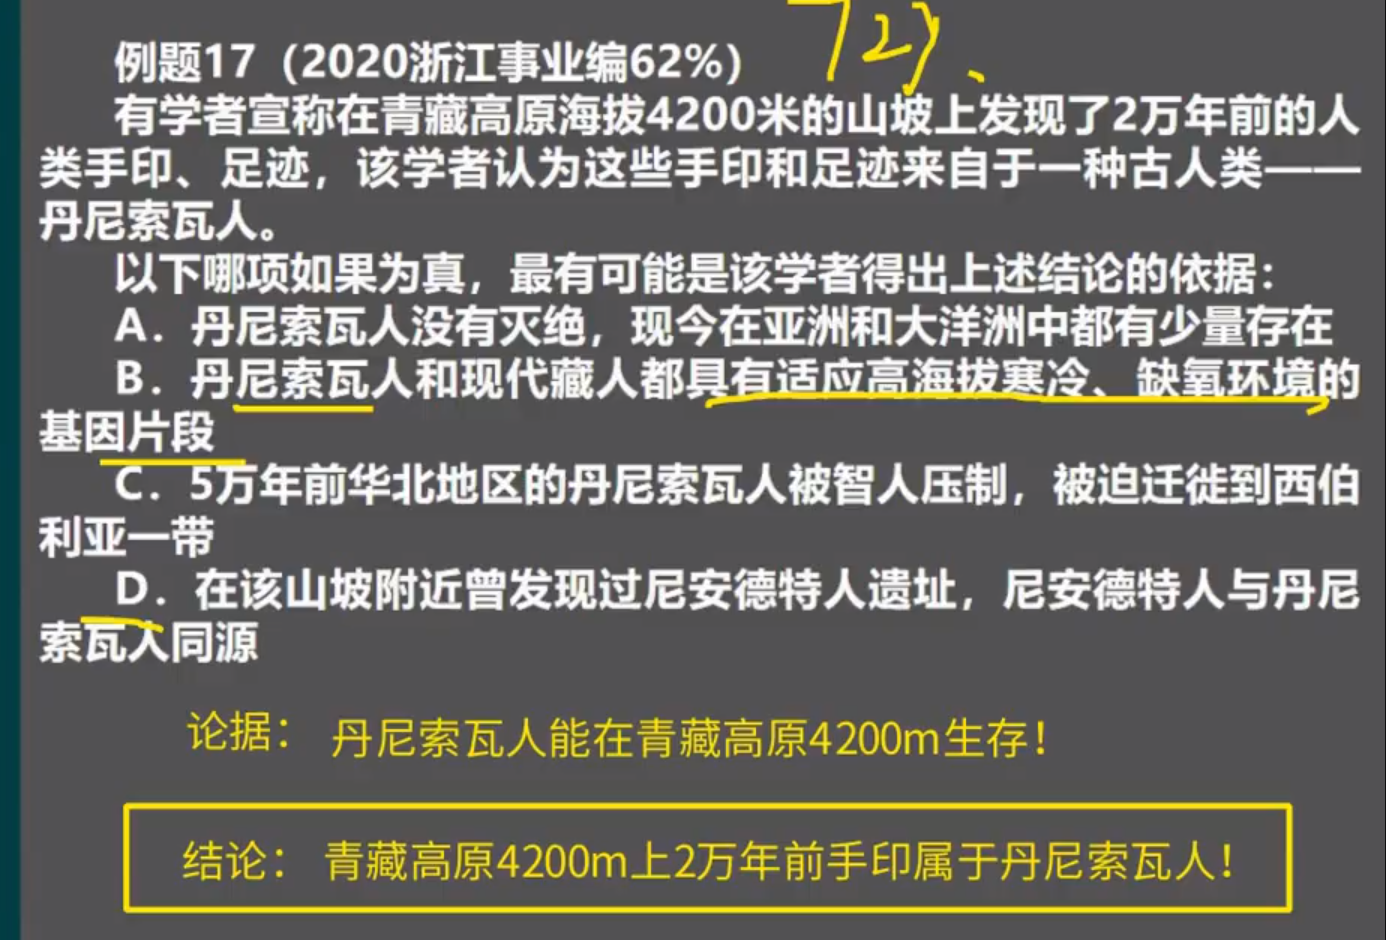 例题17（2020浙江事业编62%）
有学者宣称在青藏高原海拔4200米的山坡上发现了2万年前的人
类手印、足迹，该学者认为这些手印和足迹来自于一种古人类——
丹尼索瓦人。
以下哪项如果为真，最有可能是该学者得出上述结论的依据：
A．丹尼索瓦人没有灭绝，现今在亚洲和大洋洲中都有少量存在
B．丹尼索瓦人和现代藏人都具有适应高海拔寒冷、缺氧环境的
基因片段
C．5万年前华北地区的丹尼索瓦人被智人压制，被迫迁徙到西伯
利亚一带
D．在该山坡附近曾发现过尼安德特人遗址，尼安德特人与丹尼
索瓦人同源
论据： 丹尼索瓦人能在青藏高原4200m生存！
结论： 青藏高原4200m上2万年前手印属于丹尼索瓦人！